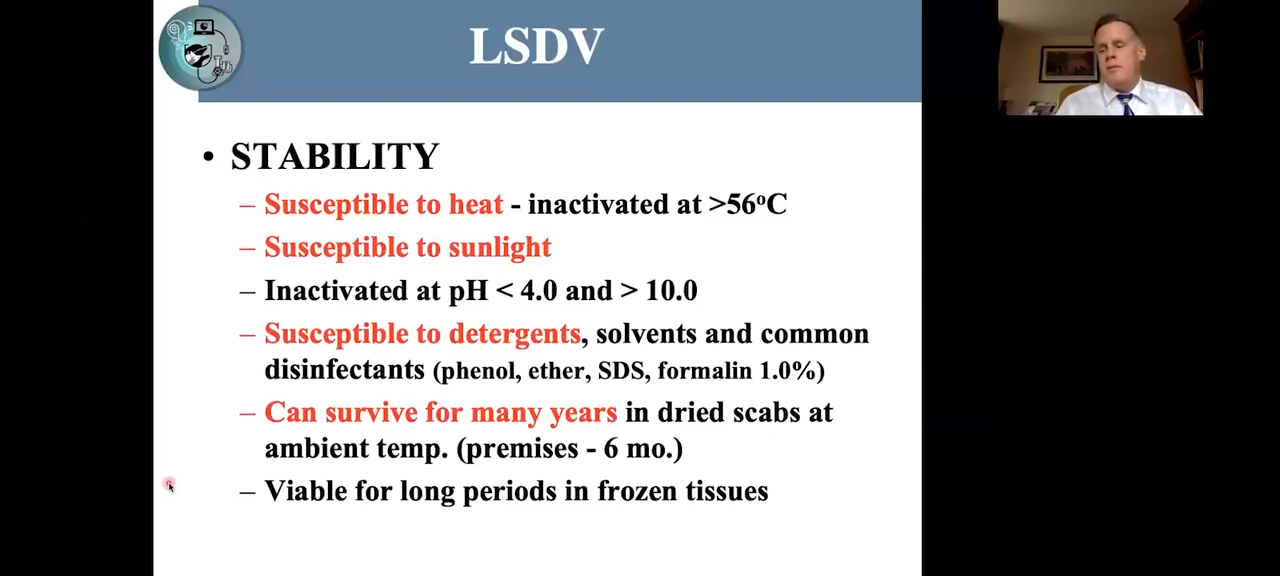 LSDV
• STABILITY
– Susceptible to heat - inactivated at >56ºC
– Susceptible to sunlight
– Inactivated at pH < 4.0 and > 10.0
– Susceptible to detergents, solvents and common
disinfectants (phenol, ether, SDS, formalin 1.0%)
– Can survive for many years in dried scabs at
ambient temp. (premises - 6 mo.)
– Viable for long periods in frozen tissues